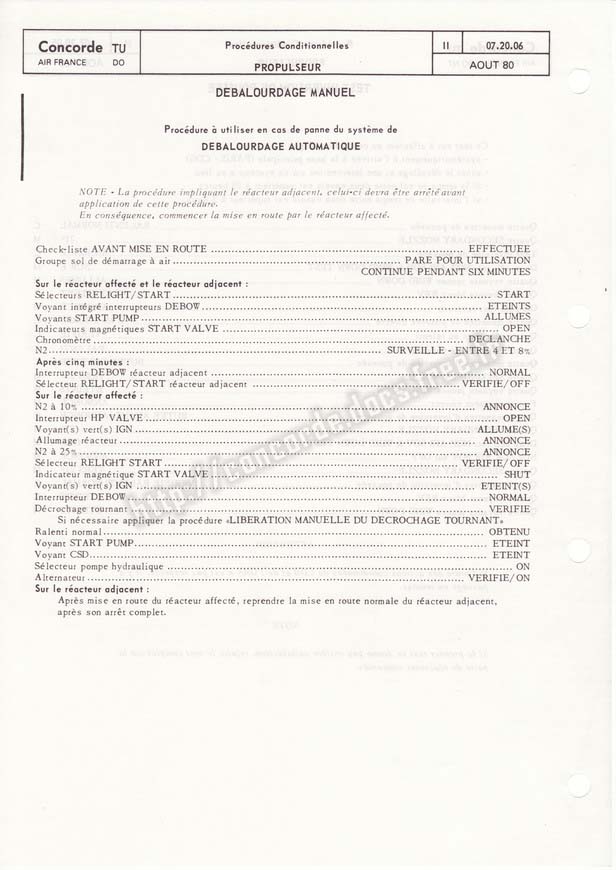 Concorde TU
AIR FRANCE DO
Procédures Conditionnelles
PROPULSEUR
II
07.20.06
AOUT 80
DEBALOURDAGE MANUEL
Procédure à utiliser en cas de panne du système de
DEBALOURDAGE AUTOMATIQUE
NOTE - La procédure impliquant le réacteur adjacent, celui-ci devra être arrêté avant
application de cette procédure.
En conséquence, commencer la mise en route par le réacteur affecté.
Check-liste AVANT MISE EN ROUTE ... EFFECTUEE
Groupe sol de démarrage à air ... PARE POUR UTILISATION
CONTINUE PENDANT SIX MINUTES
Sur le réacteur affecté et le réacteur adjacent :
Sélecteurs RELIGHT/START ... START
Voyant intégré interrupteurs DEBOW ... ETEINTS
Voyants START PUMP ... ALLUMES
Indicateurs magnétiques START VALVE ... OPEN
Chronomètre ... DECLANCHE
N2 ... SURVEILLE - ENTRE 4 ET 8%
Après cinq minutes :
Interrupteur DEBOW réacteur adjacent ... NORMAL
Sélecteur RELIGHT/START réacteur adjacent ... VERIFIE/OFF
Sur le réacteur affecté :
N2 à 10% ... ANNONCE
Interrupteur HP VALVE ... OPEN
Voyant(s) vert(s) IGN ... ALLUME(S)
Allumage réacteur ... ANNONCE
N2 à 25% ... ANNONCE
Sélecteur RELIGHT START ... VERIFIE/OFF
Indicateur magnétique START VALVE ... SHUT
Voyant(s) vert(s) IGN ... ETEINT(S)
Interrupteur DEBOW ... NORMAL
Décrochage tournant ... VERIFIE
Si nécessaire appliquer la procédure «LIBERATION MANUELLE DU DECROCHAGE TOURNANT»
Ralenti normal ... OBTENU
Voyant START PUMP ... ETEINT
Voyant CSD ... ETEINT
Sélecteur pompe hydraulique ... ON
Alternateur ... VERIFIE/ON
Sur le réacteur adjacent :
Après mise en route du réacteur affecté, reprendre la mise en route normale du réacteur adjacent,
après son arrêt complet.
http://concorde.docs.free.fr